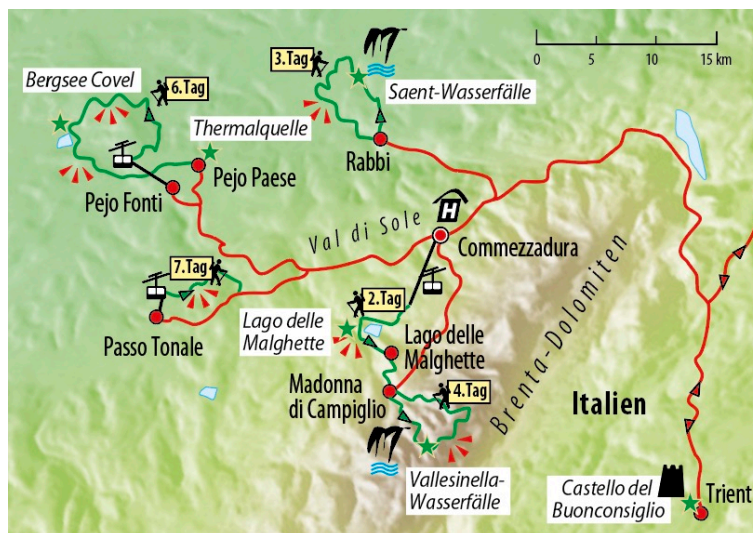 3.Tag
0 5 10 15 km
Bergsee Covel
6.Tag
Saent-Wasserfälle
Thermalquelle
Rabbi
Pejo Paese
Pejo Fonti
H
Val di Sole
Commezzadura
7.Tag
2.Tag
Passo Tonale
Lago delle
Malghette
Lago delle
Malghette
Brenta-Dolomiten
Madonna
di Campiglio
4.Tag
Italien
Vallesinella-
Wasserfälle
Castello del
Buonconsiglio
Trient